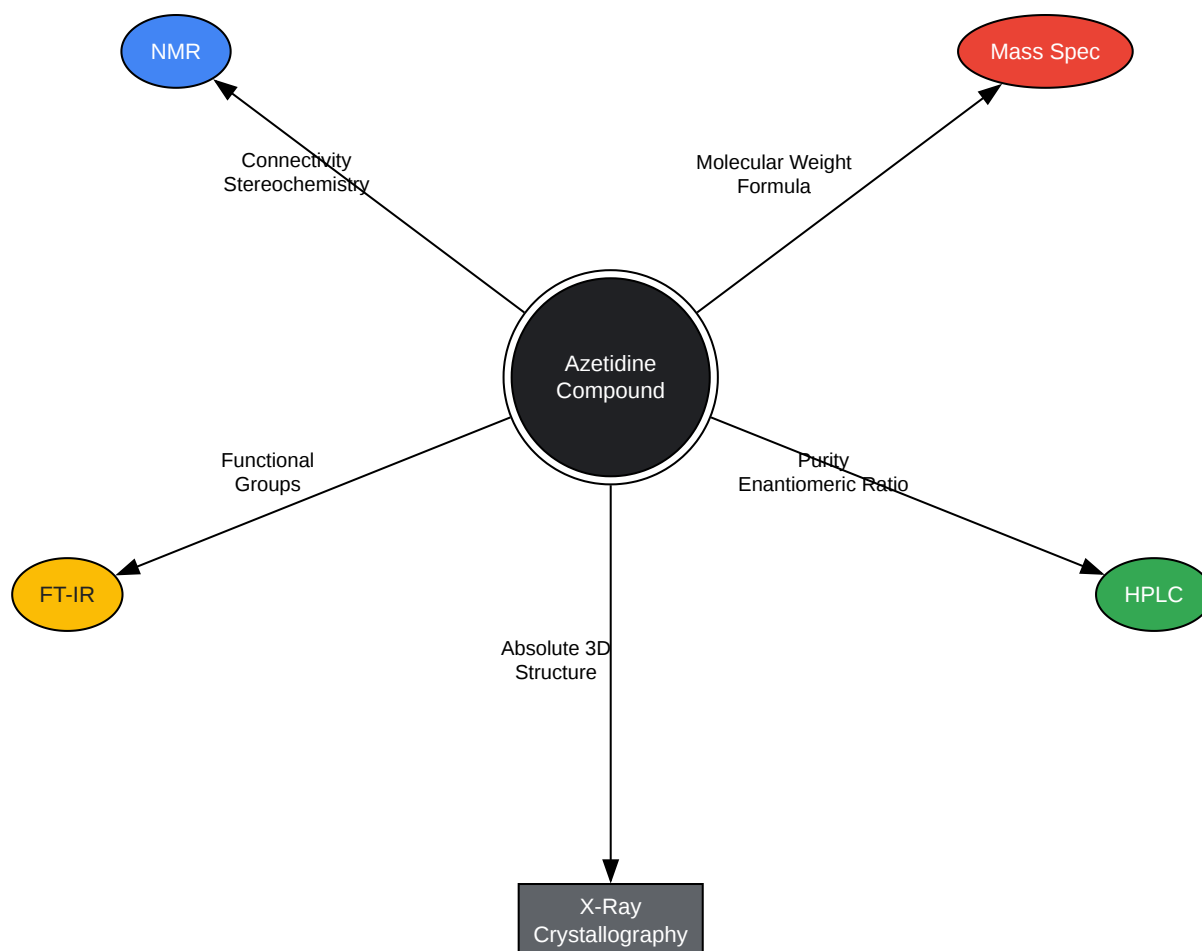 NMR
Mass Spec
Connectivity
Stereochemistry
Molecular Weight
Formula
Azetidine
Compound
Functional
Groups
Purity
Enantiomeric Ratio
FT-IR
HPLC
Absolute 3D
Structure
X-Ray
Crystallography